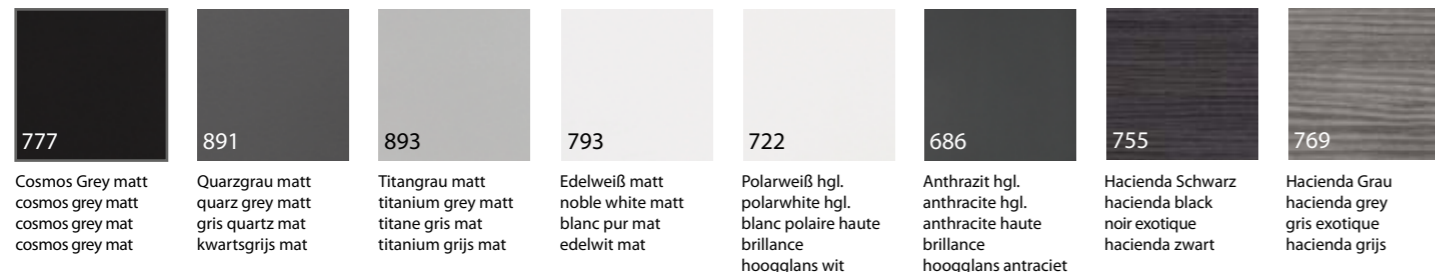 777
Cosmos Grey matt
cosmos grey matt
cosmos grey mat
cosmos grey mat
891
Quarzgrau matt
quarz grey matt
gris quartz mat
kwartsgrijs mat
893
Titangrau matt
titanium grey matt
titane gris mat
titanium grijs mat
793
Edelweiß matt
noble white matt
blanc pur mat
edelwit mat
722
Polarweiß hgl.
polarwhite hgl.
blanc polaire haute
brillance
hoogglans wit
686
Anthrazit hgl.
anthracite hgl.
anthracite haute
brillance
hoogglans antraciet
755
Hacienda Schwarz
hacienda black
noir exotique
hacienda zwart
769
Hacienda Grau
hacienda grey
gris exotique
hacienda grijs